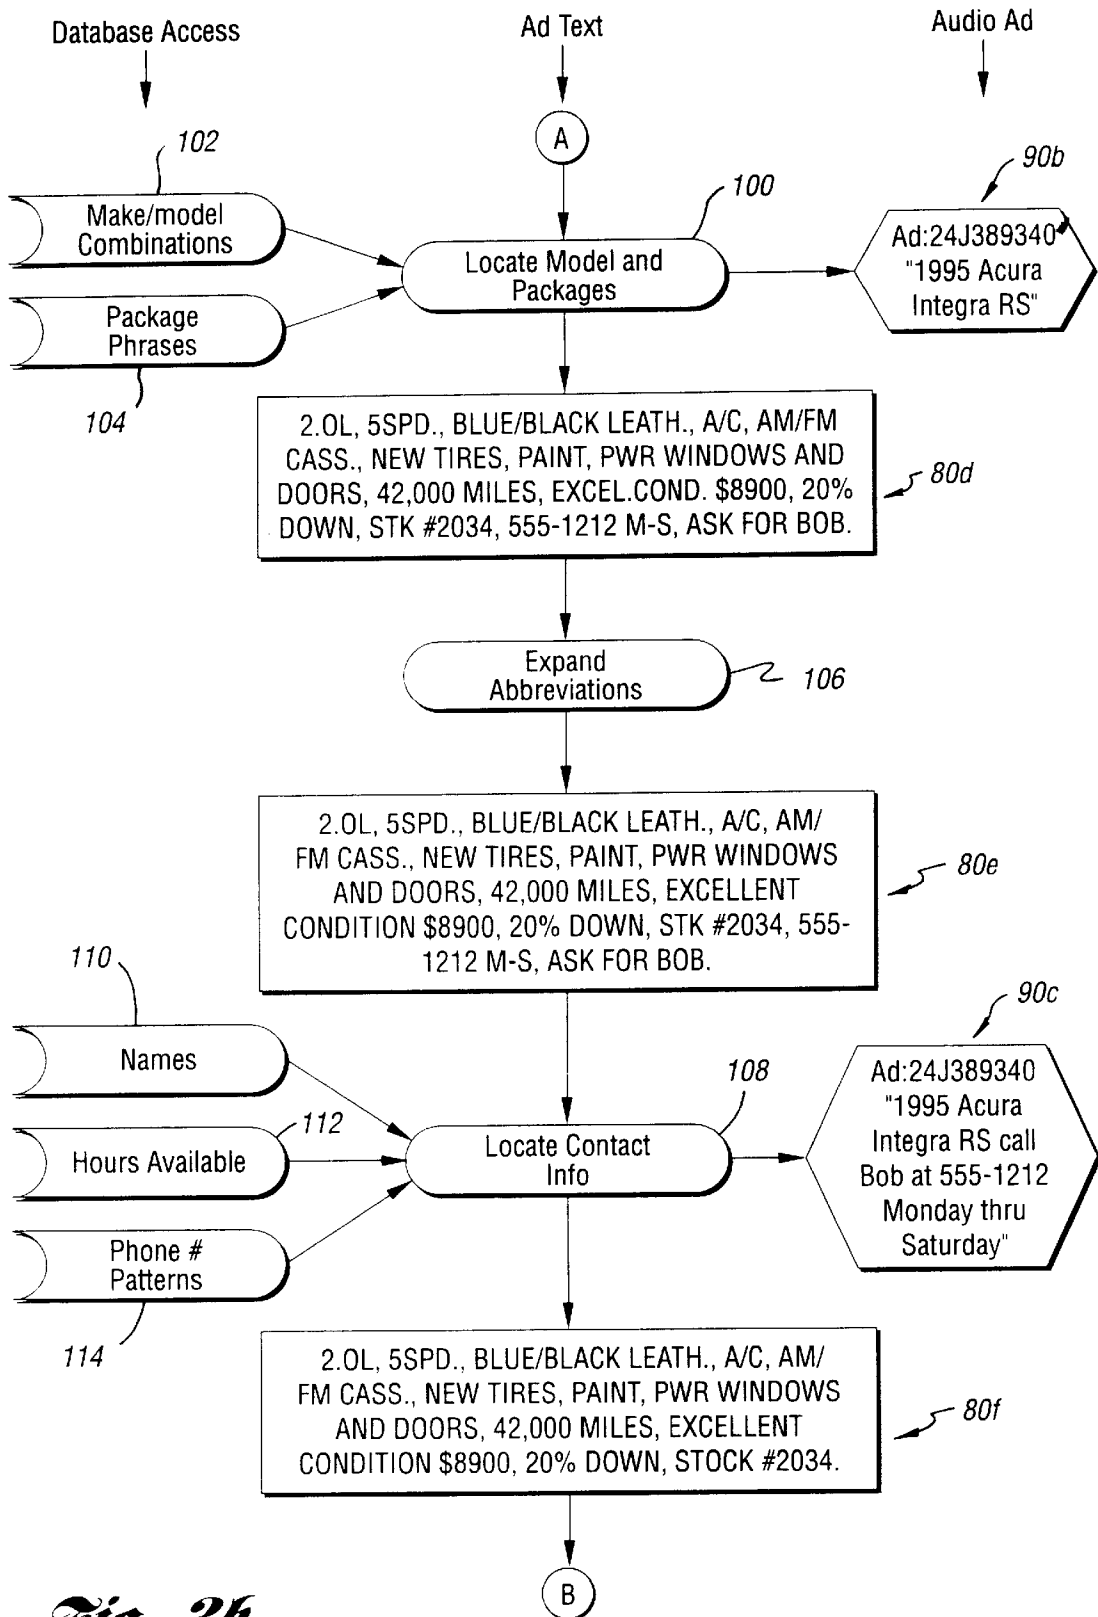 Database Access
Ad Text
Audio Ad
A
102
90b
100
Make/model
Combinations
Locate Model and
Packages
Ad:24J389340
"1995 Acura
Integra RS"
Package
Phrases
104
2.OL, 5SPD., BLUE/BLACK LEATH., A/C, AM/FM
CASS., NEW TIRES, PAINT, PWR WINDOWS AND
DOORS, 42,000 MILES, EXCEL.COND. $8900, 20%
DOWN, STK #2034, 555-1212 M-S, ASK FOR BOB.
80d
Expand
Abbreviations
106
2.OL, 5SPD., BLUE/BLACK LEATH., A/C, AM/
FM CASS., NEW TIRES, PAINT, PWR WINDOWS
AND DOORS, 42,000 MILES, EXCELLENT
CONDITION $8900, 20% DOWN, STK #2034, 555-
1212 M-S, ASK FOR BOB.
80e
110
90c
Names
108
112
Hours Available
Locate Contact
Info
Ad:24J389340
"1995 Acura
Integra RS call
Bob at 555-1212
Monday thru
Saturday"
Phone #
Patterns
114
2.OL, 5SPD., BLUE/BLACK LEATH., A/C, AM/
FM CASS., NEW TIRES, PAINT, PWR WINDOWS
AND DOORS, 42,000 MILES, EXCELLENT
CONDITION $8900, 20% DOWN, STOCK #2034.
80f
B
Fig. 2b